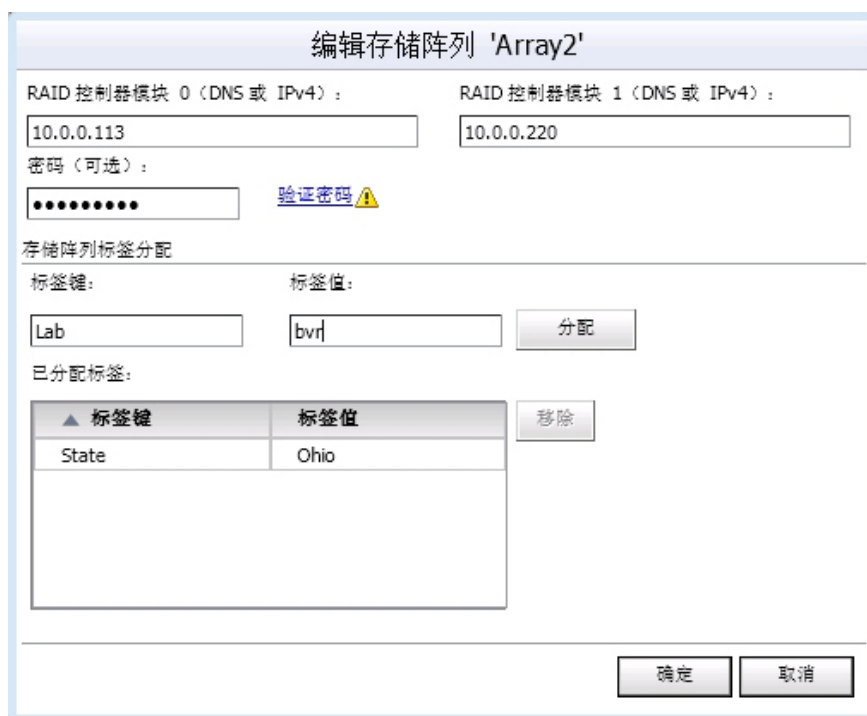 编辑存储阵列 'Array2'
RAID 控制器模块 0（DNS 或 IPv4）： RAID 控制器模块 1（DNS 或 IPv4）：
10.0.0.113 10.0.0.220
密码（可选）：
••••••••• 验证密码
存储阵列标签分配
标签键： 标签值：
Lab bvr 分配
已分配标签：
标签键 标签值 移除
State Ohio
确定 取消